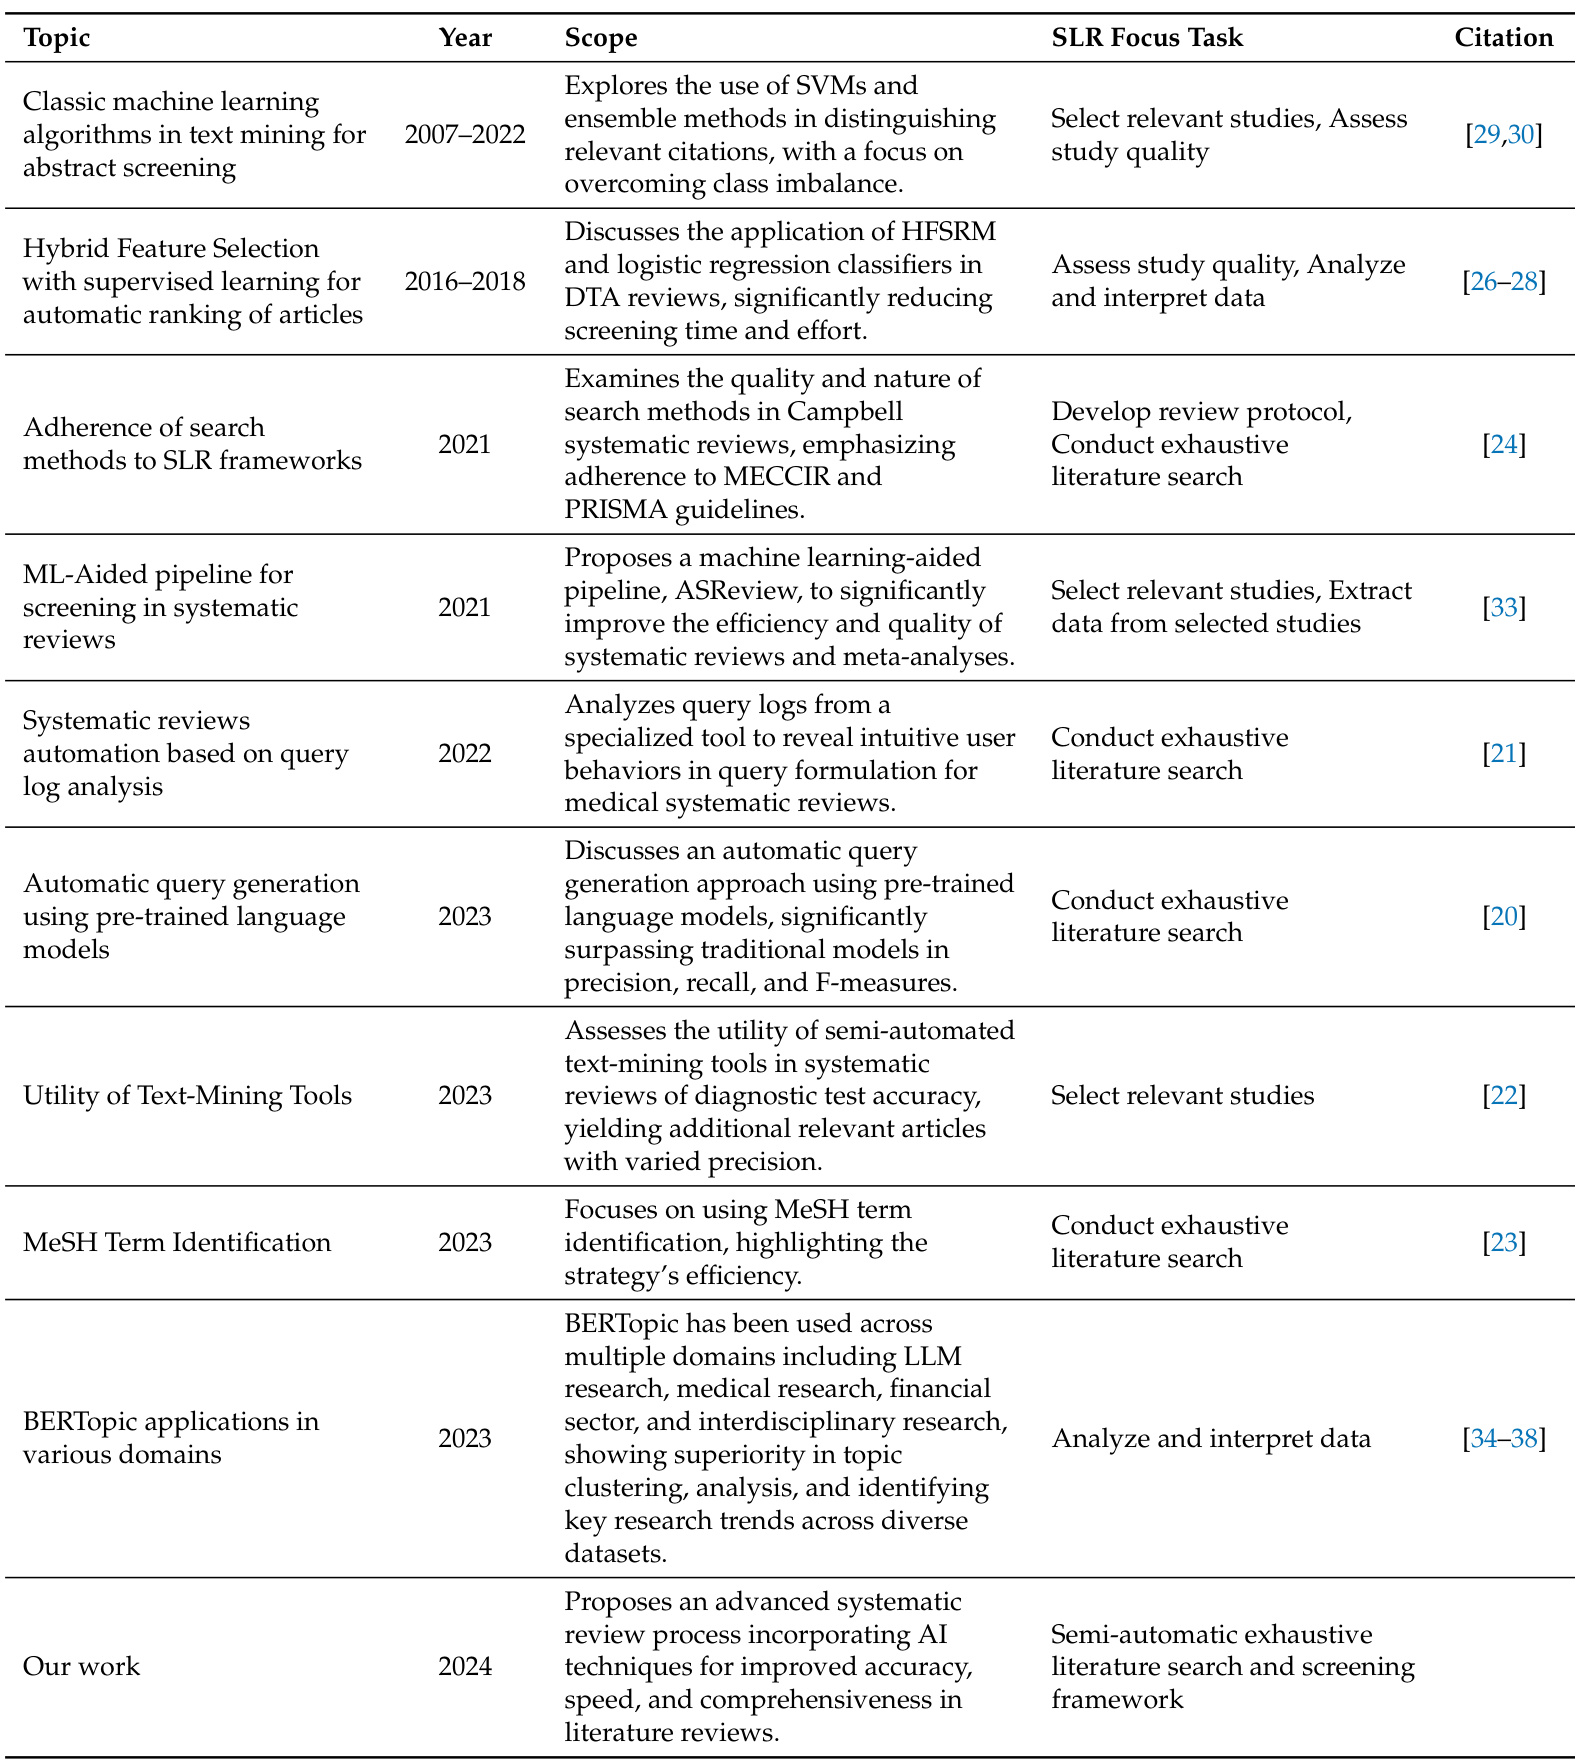 Topic Year Scope SLR Focus Task Citation
Classic machine learning
algorithms in text mining for
abstract screening
2007–2022
Explores the use of SVMs and
ensemble methods in distinguishing
relevant citations, with a focus on
overcoming class imbalance.
Select relevant studies, Assess
study quality
[29,30]
Hybrid Feature Selection
with supervised learning for
automatic ranking of articles
2016–2018
Discusses the application of HFSRM
and logistic regression classifiers in
DTA reviews, significantly reducing
screening time and effort.
Assess study quality, Analyze
and interpret data
[26–28]
Adherence of search
methods to SLR frameworks
2021
Examines the quality and nature of
search methods in Campbell
systematic reviews, emphasizing
adherence to MECCIR and
PRISMA guidelines.
Develop review protocol,
Conduct exhaustive
literature search
[24]
ML-Aided pipeline for
screening in systematic
reviews
2021
Proposes a machine learning-aided
pipeline, ASReview, to significantly
improve the efficiency and quality of
systematic reviews and meta-analyses.
Select relevant studies, Extract
data from selected studies
[33]
Systematic reviews
automation based on query
log analysis
2022
Analyzes query logs from a
specialized tool to reveal intuitive user
behaviors in query formulation for
medical systematic reviews.
Conduct exhaustive
literature search
[21]
Automatic query generation
using pre-trained language
models
2023
Discusses an automatic query
generation approach using pre-trained
language models, significantly
surpassing traditional models in
precision, recall, and F-measures.
Conduct exhaustive
literature search
[20]
Utility of Text-Mining Tools
2023
Assesses the utility of semi-automated
text-mining tools in systematic
reviews of diagnostic test accuracy,
yielding additional relevant articles
with varied precision.
Select relevant studies
[22]
MeSH Term Identification
2023
Focuses on using MeSH term
identification, highlighting the
strategy's efficiency.
Conduct exhaustive
literature search
[23]
BERTopic applications in
various domains
2023
BERTopic has been used across
multiple domains including LLM
research, medical research, financial
sector, and interdisciplinary research,
showing superiority in topic
clustering, analysis, and identifying
key research trends across diverse
datasets.
Analyze and interpret data
[34–38]
Our work
2024
Proposes an advanced systematic
review process incorporating AI
techniques for improved accuracy,
speed, and comprehensiveness in
literature reviews.
Semi-automatic exhaustive
literature search and screening
framework